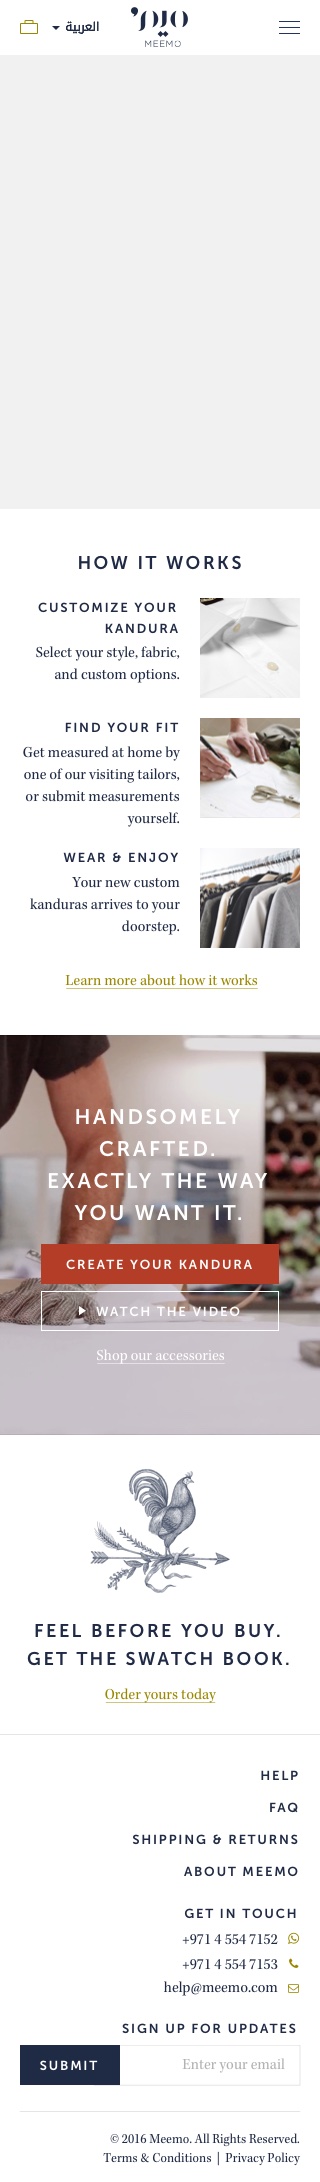 العربية
ميم
MEEMO
HOW IT WORKS
CUSTOMIZE YOUR
KANDURA
Select your style, fabric,
and custom options.
FIND YOUR FIT
Get measured at home by
one of our visiting tailors,
or submit measurements
yourself.
WEAR & ENJOY
Your new custom
kanduras arrives to your
doorstep.
Learn more about how it works
HANDSOMELY
CRAFTED.
EXACTLY THE WAY
YOU WANT IT.
CREATE YOUR KANDURA
WATCH THE VIDEO
Shop our accessories
FEEL BEFORE YOU BUY.
GET THE SWATCH BOOK.
Order yours today
HELP
FAQ
SHIPPING & RETURNS
ABOUT MEEMO
GET IN TOUCH
+971 4 554 7152
+971 4 554 7153
help@meemo.com
SIGN UP FOR UPDATES
SUBMIT
Enter your email
© 2016 Meemo. All Rights Reserved.
Terms & Conditions | Privacy Policy